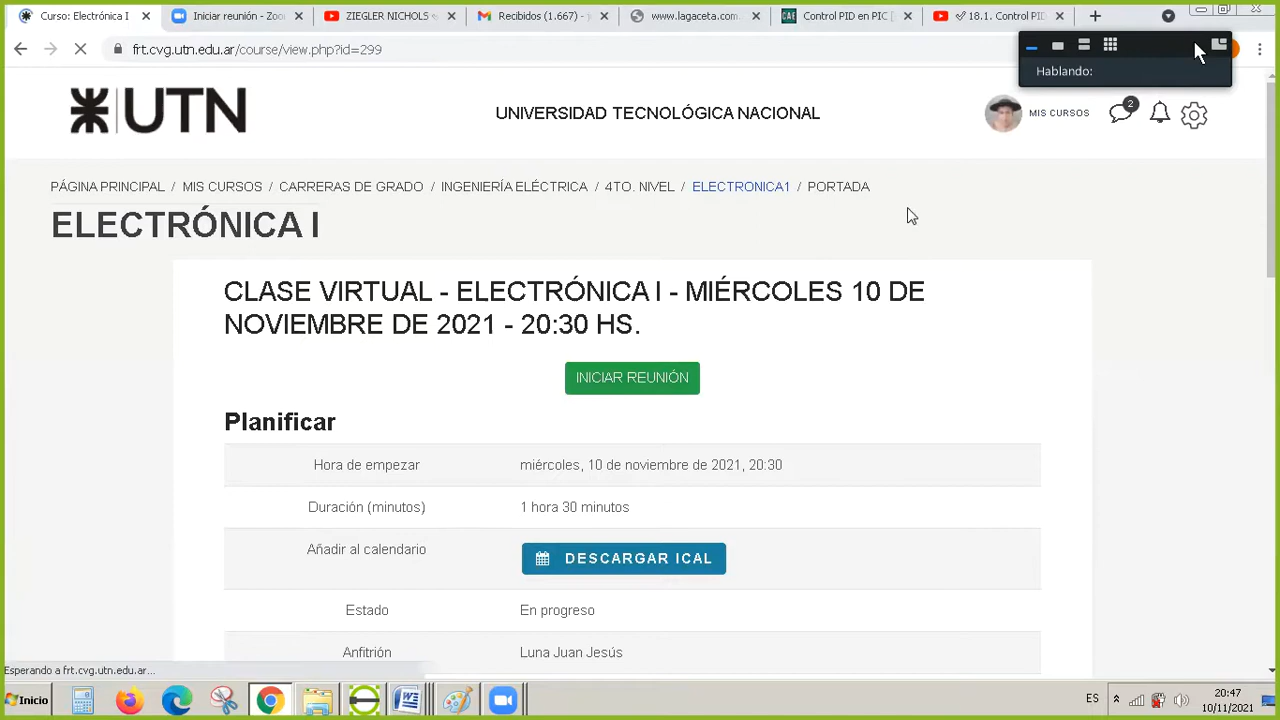 Curso: Electrónica I
Iniciar reunión - Zoo
ZIEGLER NICHOLS
Recibidos (1.667) -
www.lagaceta.com.
CAE
Control PID en PIC
18.1. Control PID
frt.cvg.utn.edu.ar/course/view.php?id=299
Hablando:
UTN
UNIVERSIDAD TECNOLÓGICA NACIONAL
MIS CURSOS
2
PÁGINA PRINCIPAL / MIS CURSOS / CARRERAS DE GRADO / INGENIERÍA ELÉCTRICA / 4TO. NIVEL / ELECTRONICA1 / PORTADA
ELECTRÓNICA I
CLASE VIRTUAL - ELECTRÓNICA I - MIÉRCOLES 10 DE
NOVIEMBRE DE 2021 - 20:30 HS.
INICIAR REUNIÓN
Planificar
Hora de empezar miércoles, 10 de noviembre de 2021, 20:30
Duración (minutos) 1 hora 30 minutos
Añadir al calendario DESCARGAR ICAL
Estado En progreso
Anfitrión Luna Juan Jesús
Esperando a frt.cvg.utn.edu.ar...
Inicio
ES
20:47
10/11/2021